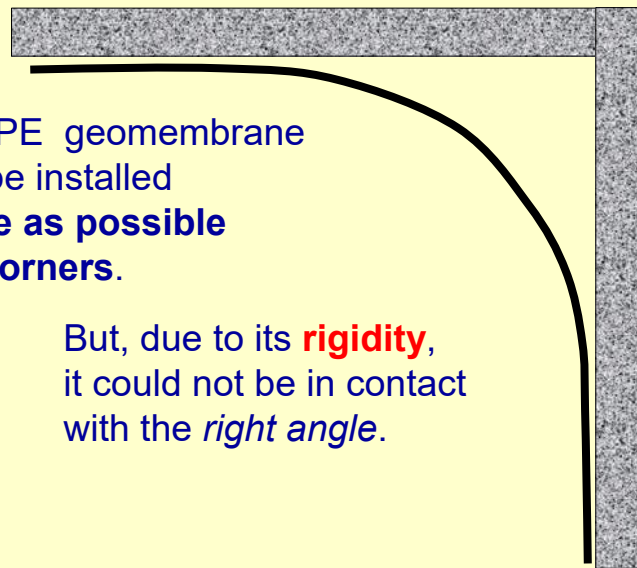 PE geomembrane
be installed
e as possible
orners.
But, due to its rigidity,
it could not be in contact
with the right angle.